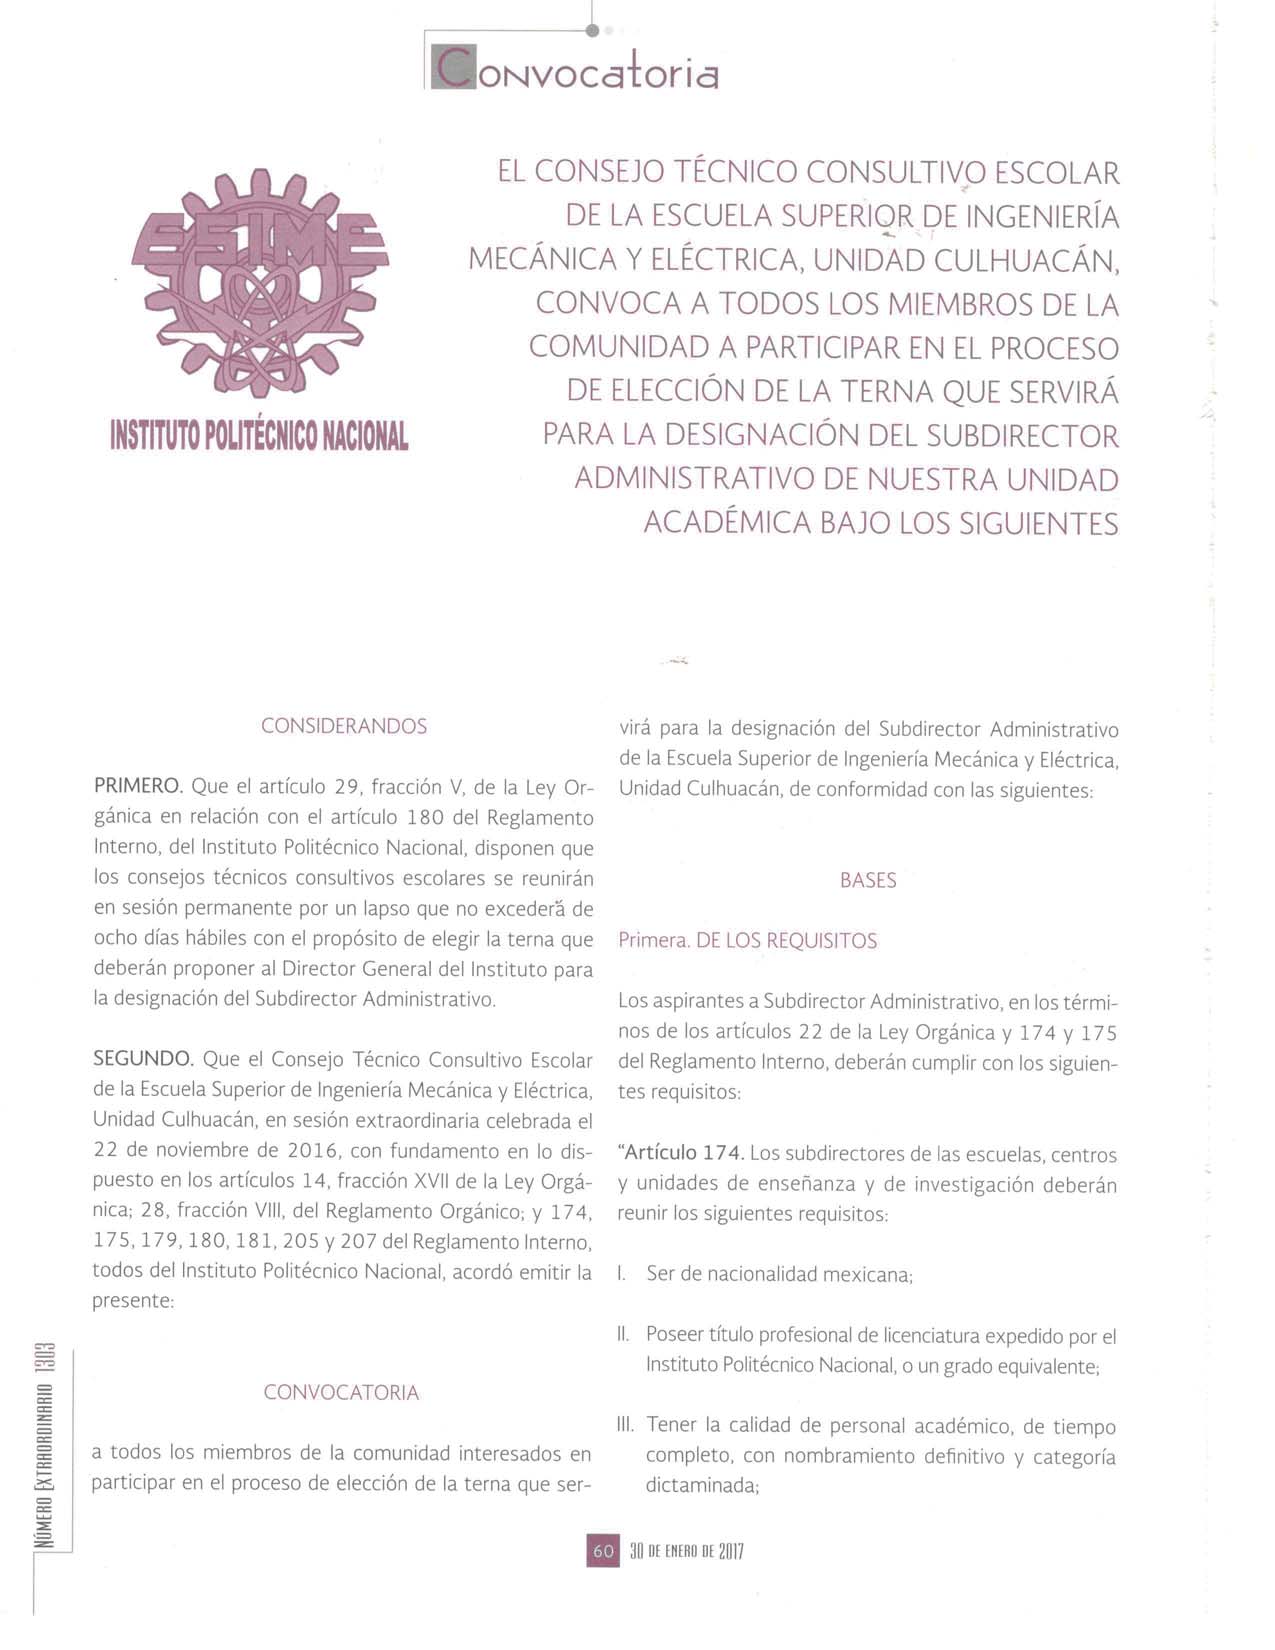 Convocatoria
ESIME
INSTITUTO POLITÉCNICO NACIONAL
EL CONSEJO TÉCNICO CONSULTIVO ESCOLAR
DE LA ESCUELA SUPERIOR DE INGENIERÍA
MECÁNICA Y ELÉCTRICA, UNIDAD CULHUACÁN,
CONVOCA A TODOS LOS MIEMBROS DE LA
COMUNIDAD A PARTICIPAR EN EL PROCESO
DE ELECCIÓN DE LA TERNA QUE SERVIRÁ
PARA LA DESIGNACIÓN DEL SUBDIRECTOR
ADMINISTRATIVO DE NUESTRA UNIDAD
ACADÉMICA BAJO LOS SIGUIENTES
CONSIDERANDOS
PRIMERO. Que el artículo 29, fracción V, de la Ley Or-
gánica en relación con el artículo 180 del Reglamento
Interno, del Instituto Politécnico Nacional, disponen que
los consejos técnicos consultivos escolares se reunirán
en sesión permanente por un lapso que no excederá de
ocho días hábiles con el propósito de elegir la terna que
deberán proponer al Director General del Instituto para
la designación del Subdirector Administrativo.
SEGUNDO. Que el Consejo Técnico Consultivo Escolar
de la Escuela Superior de Ingeniería Mecánica y Eléctrica,
Unidad Culhuacán, en sesión extraordinaria celebrada el
22 de noviembre de 2016, con fundamento en lo dis-
puesto en los artículos 14, fracción XVII de la Ley Orgá-
nica; 28, fracción VIII, del Reglamento Orgánico; y 174,
175, 179, 180, 181, 205 y 207 del Reglamento Interno,
todos del Instituto Politécnico Nacional, acordó emitir la
presente:
CONVOCATORIA
a todos los miembros de la comunidad interesados en
participar en el proceso de elección de la terna que ser-
virá para la designación del Subdirector Administrativo
de la Escuela Superior de Ingeniería Mecánica y Eléctrica,
Unidad Culhuacán, de conformidad con las siguientes:
BASES
Primera. DE LOS REQUISITOS
Los aspirantes a Subdirector Administrativo, en los térmi-
nos de los artículos 22 de la Ley Orgánica y 174 y 175
del Reglamento Interno, deberán cumplir con los siguien-
tes requisitos:
“Artículo 174. Los subdirectores de las escuelas, centros
y unidades de enseñanza y de investigación deberán
reunir los siguientes requisitos:
I. Ser de nacionalidad mexicana;
II. Poseer título profesional de licenciatura expedido por el
Instituto Politécnico Nacional, o un grado equivalente;
III. Tener la calidad de personal académico, de tiempo
completo, con nombramiento definitivo y categoría
dictaminada;
NÚMERO EXTRAORDINARIO 1303
60 30 DE ENERO DE 2017